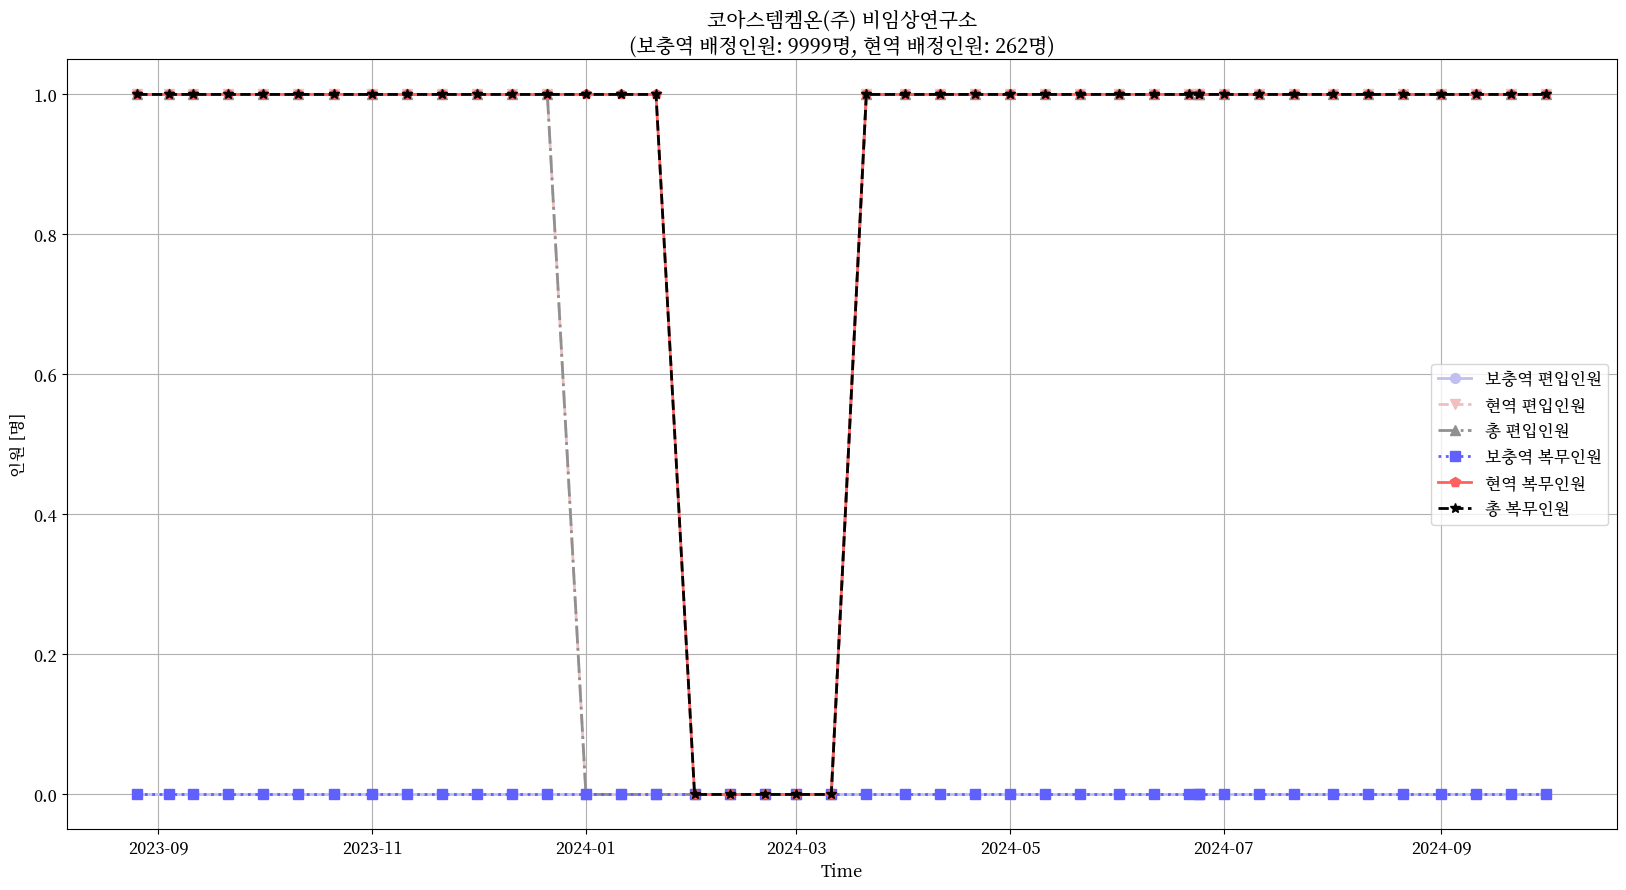 코아스템켐온(주) 비임상연구소
(보충역 배정인원: 9999명, 현역 배정인원: 262명)
인원 [명]
1.0
0.8
0.6
0.4
0.2
0.0
보충역 편입인원
현역 편입인원
총 편입인원
보충역 복무인원
현역 복무인원
총 복무인원
2023-09
2023-11
2024-01
2024-03
2024-05
2024-07
2024-09
Time